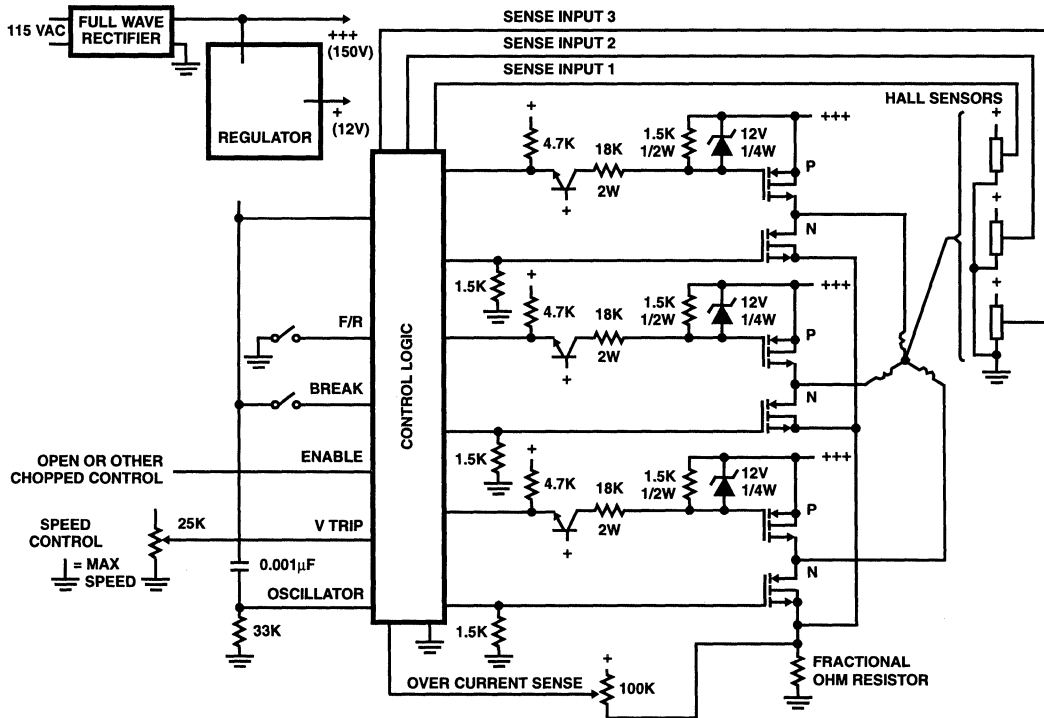 115 VAC
FULL WAVE
RECTIFIER
+++
(150V)
REGULATOR
+
(12V)
SENSE INPUT 3
SENSE INPUT 2
SENSE INPUT 1
HALL SENSORS
+
+
+
CONTROL LOGIC
F/R
BREAK
ENABLE
OPEN OR OTHER
CHOPPED CONTROL
V TRIP
SPEED
CONTROL
25K
= MAX
SPEED
0.001µF
OSCILLATOR
33K
+
4.7K
18K
2W
+
1.5K
1/2W
12V
1/4W
+++
P
N
1.5K
+
4.7K
18K
2W
+
1.5K
1/2W
12V
1/4W
+++
P
N
1.5K
+
4.7K
18K
2W
+
1.5K
1/2W
12V
1/4W
+++
P
N
1.5K
OVER CURRENT SENSE
+
100K
FRACTIONAL
OHM RESISTOR